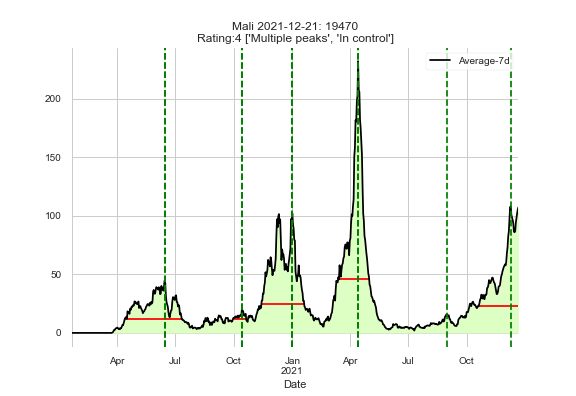 Mali 2021-12-21: 19470
Rating:4 ['Multiple peaks', 'In control']
Average-7d
200
150
100
50
0
Apr
Jul
Oct
Jan
2021
Apr
Jul
Oct
Date